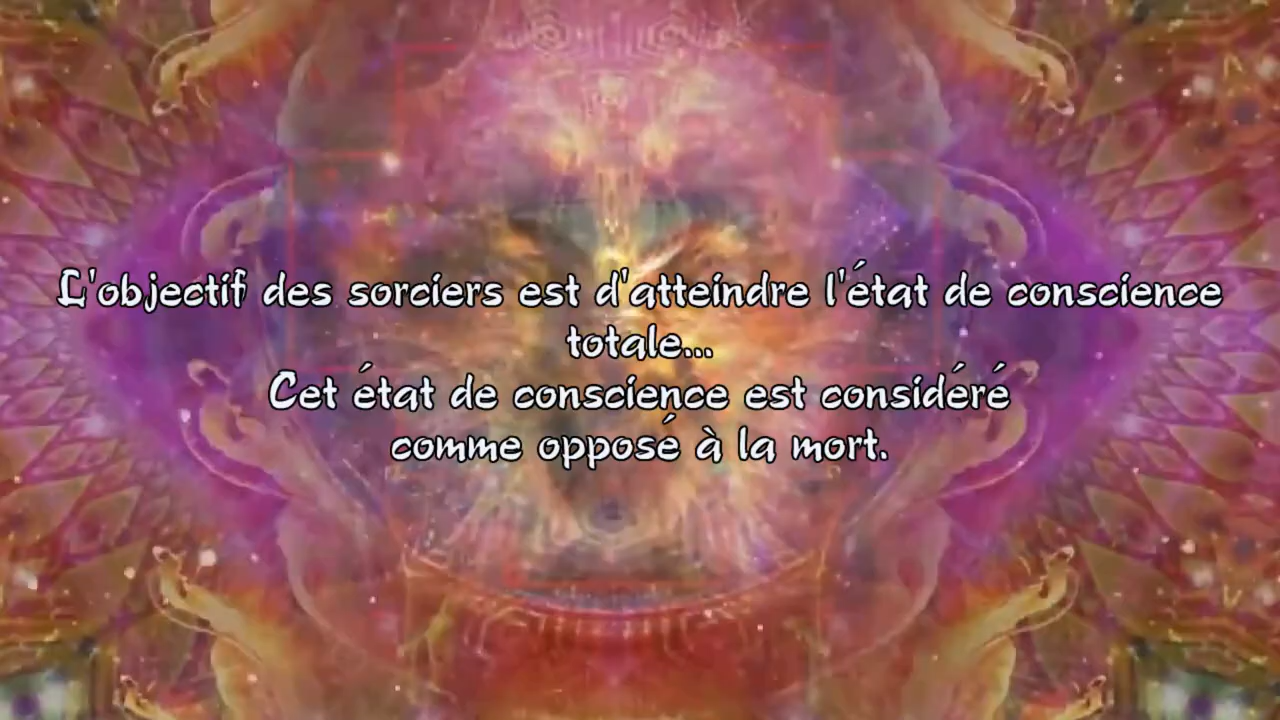 L'objectif des sorciers est d'atteindre l'état de conscience
totale...
Cet état de conscience est considéré
comme opposé à la mort.